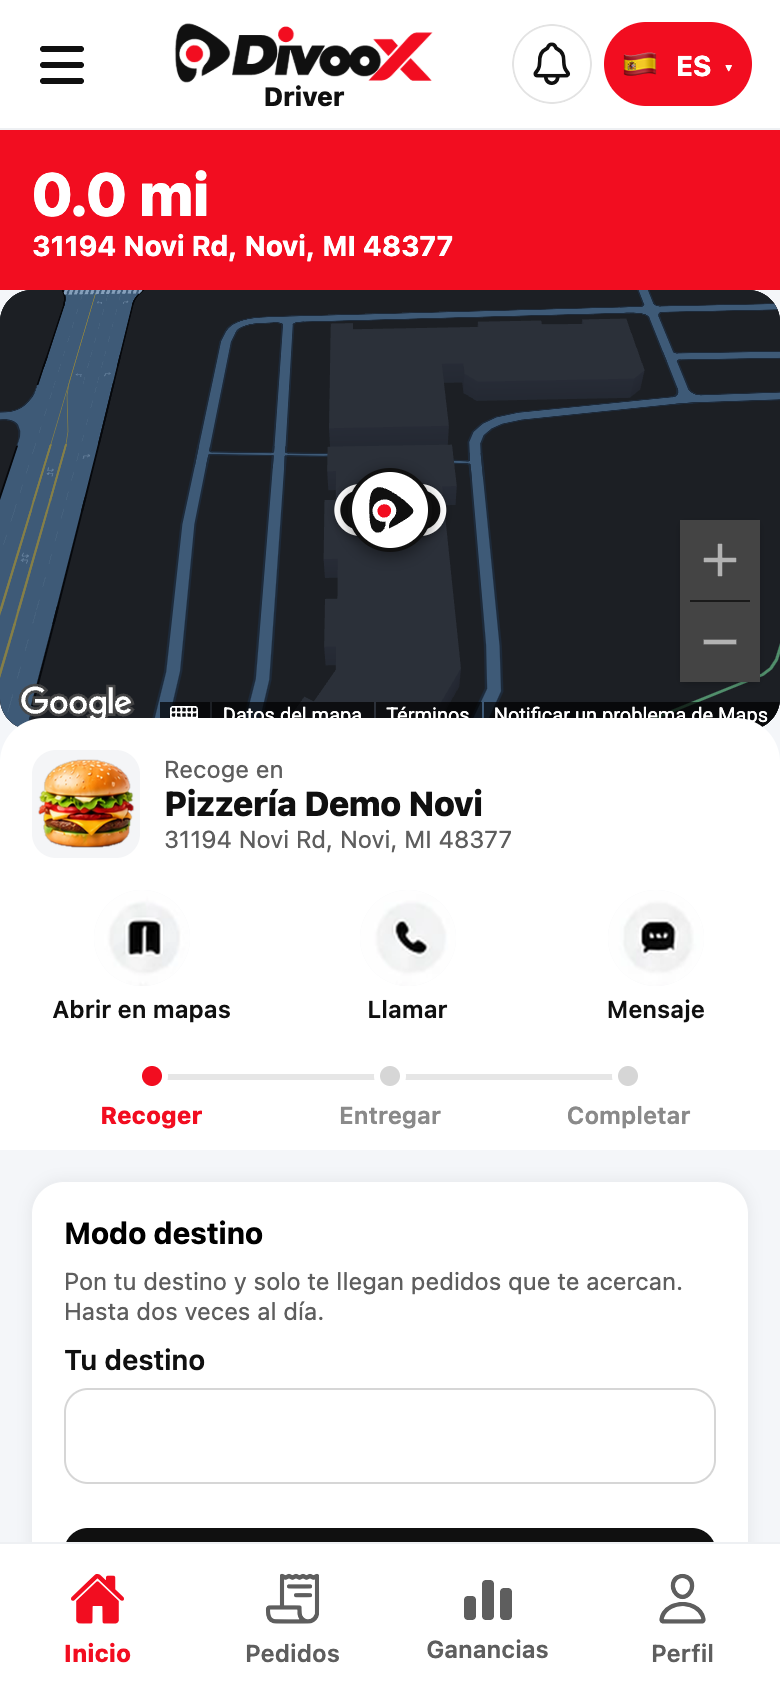 DivooX
Driver
ES
0.0 mi
31194 Novi Rd, Novi, MI 48377
Google
Datos del mapa
Términos
Notificar un problema de Maps
Recoge en
Pizzería Demo Novi
31194 Novi Rd, Novi, MI 48377
Abrir en mapas
Llamar
Mensaje
Recoger
Entregar
Completar
Modo destino
Pon tu destino y solo te llegan pedidos que te acercan.
Hasta dos veces al día.
Tu destino
Inicio
Pedidos
Ganancias
Perfil